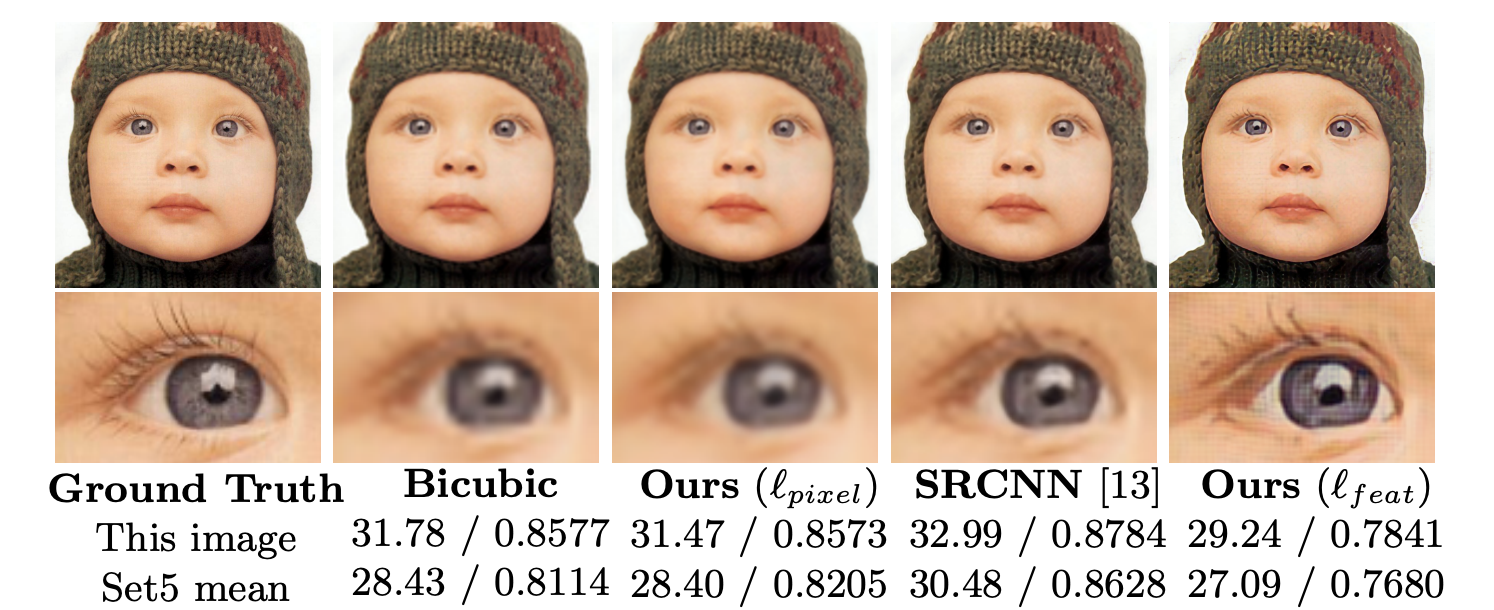 Ground Truth Bicubic Ours (ℓpixel) SRCNN [13] Ours (ℓfeat)
This image 31.78 / 0.8577 31.47 / 0.8573 32.99 / 0.8784 29.24 / 0.7841
Set5 mean 28.43 / 0.8114 28.40 / 0.8205 30.48 / 0.8628 27.09 / 0.7680